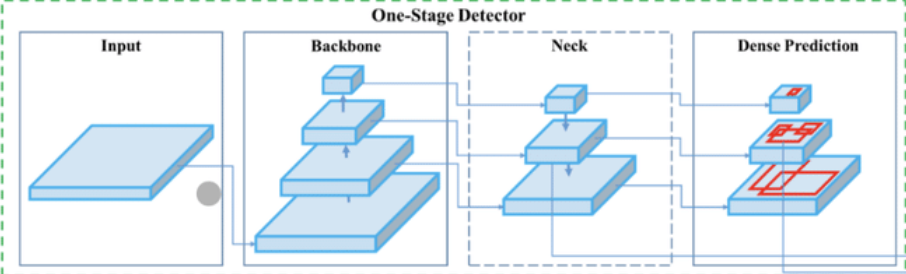 One-Stage Detector
Input
Backbone
Neck
Dense Prediction